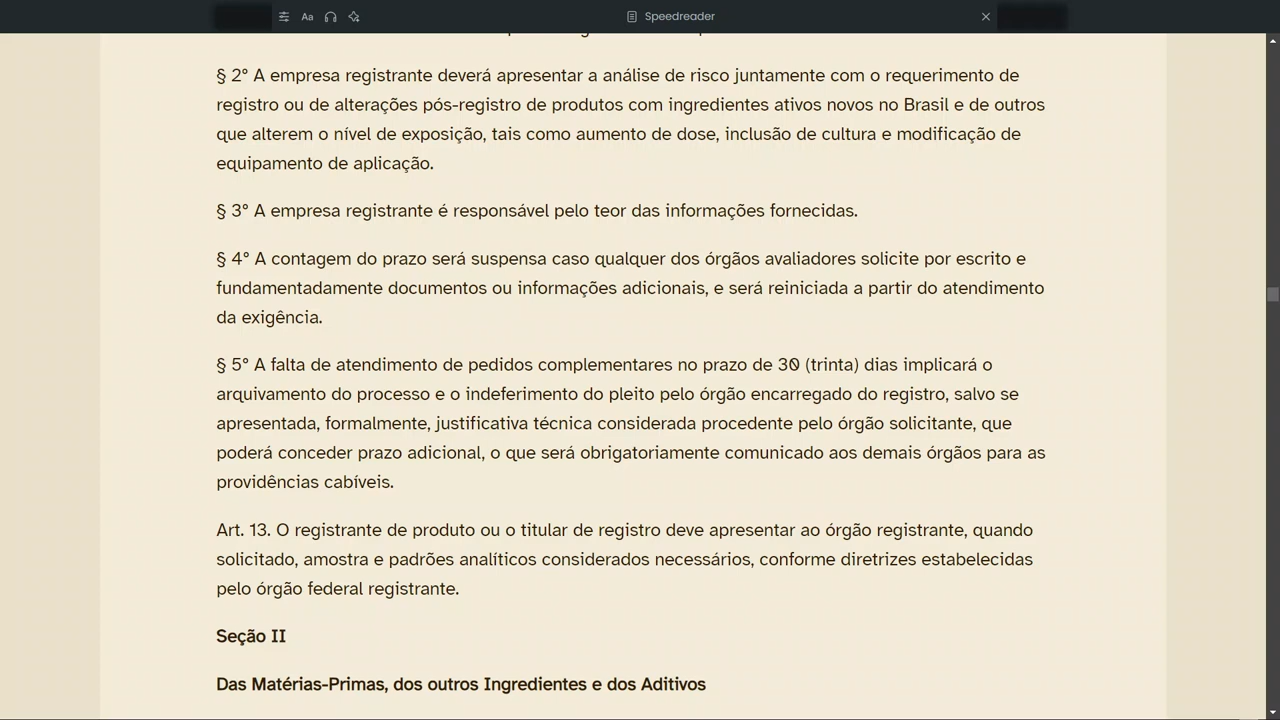 Aa
Speedreader
§ 2º A empresa registrante deverá apresentar a análise de risco juntamente com o requerimento de
registro ou de alterações pós-registro de produtos com ingredientes ativos novos no Brasil e de outros
que alterem o nível de exposição, tais como aumento de dose, inclusão de cultura e modificação de
equipamento de aplicação.
§ 3º A empresa registrante é responsável pelo teor das informações fornecidas.
§ 4º A contagem do prazo será suspensa caso qualquer dos órgãos avaliadores solicite por escrito e
fundamentadamente documentos ou informações adicionais, e será reiniciada a partir do atendimento
da exigência.
§ 5º A falta de atendimento de pedidos complementares no prazo de 30 (trinta) dias implicará o
arquivamento do processo e o indeferimento do pleito pelo órgão encarregado do registro, salvo se
apresentada, formalmente, justificativa técnica considerada procedente pelo órgão solicitante, que
poderá conceder prazo adicional, o que será obrigatoriamente comunicado aos demais órgãos para as
providências cabíveis.
Art. 13. O registrante de produto ou o titular de registro deve apresentar ao órgão registrante, quando
solicitado, amostra e padrões analíticos considerados necessários, conforme diretrizes estabelecidas
pelo órgão federal registrante.
Seção II
Das Matérias-Primas, dos outros Ingredientes e dos Aditivos